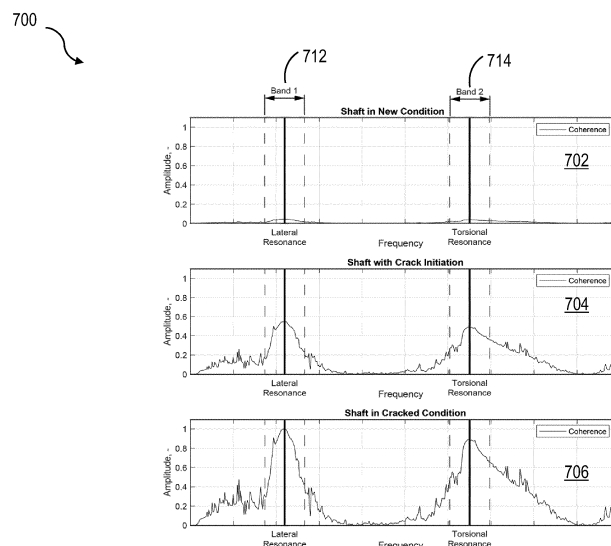 700
712
714
Band 1
Band 2
Shaft in New Condition
Coherence
702
Amplitude, -
1
0.8
0.6
0.4
0.2
0
Lateral
Resonance
Frequency
Torsional
Resonance
Shaft with Crack Initiation
Coherence
704
Amplitude, -
1
0.8
0.6
0.4
0.2
0
Lateral
Resonance
Frequency
Torsional
Resonance
Shaft in Cracked Condition
Coherence
706
Amplitude, -
1
0.8
0.6
0.4
0.2
0
Lateral
Resonance
Frequency
Torsional
Resonance